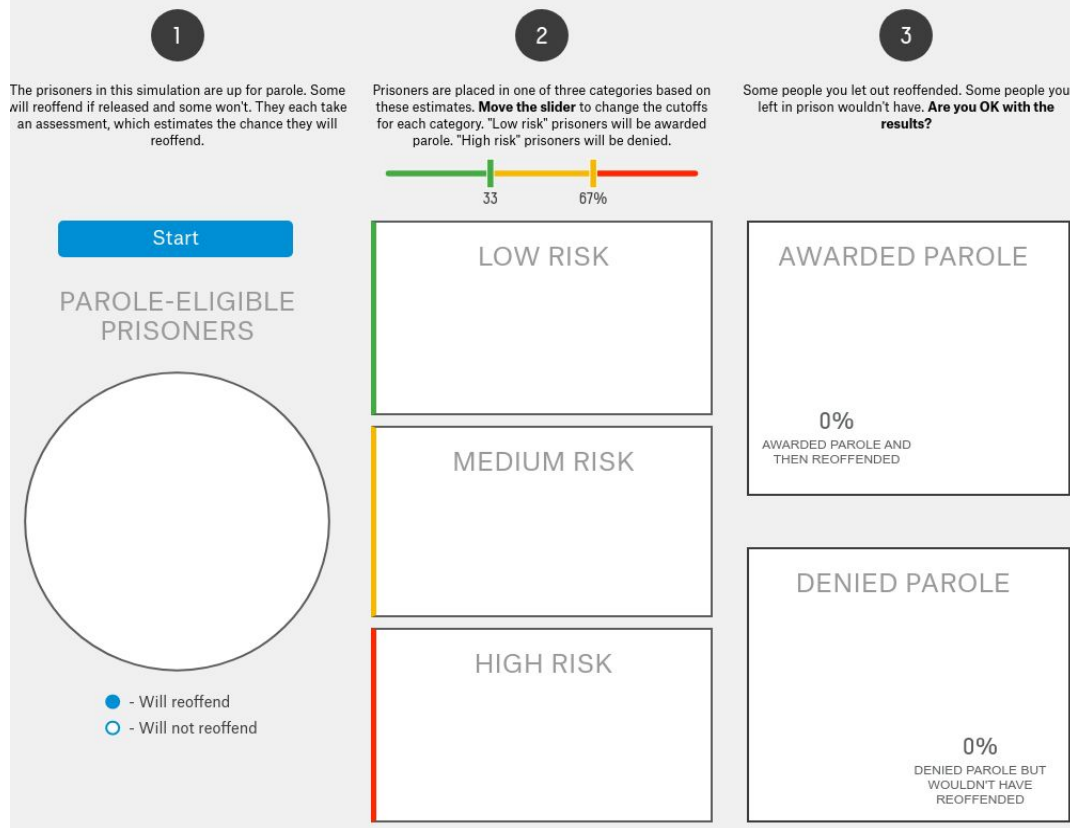 1
The prisoners in this simulation are up for parole. Some
will reoffend if released and some won't. They each take
an assessment, which estimates the chance they will
reoffend.
Start
PAROLE-ELIGIBLE
PRISONERS
- Will reoffend
- Will not reoffend
2
Prisoners are placed in one of three categories based on
these estimates. Move the slider to change the cutoffs
for each category. "Low risk" prisoners will be awarded
parole. "High risk" prisoners will be denied.
33
67%
LOW RISK
MEDIUM RISK
HIGH RISK
3
Some people you let out reoffended. Some people you
left in prison wouldn't have. Are you OK with the
results?
AWARDED PAROLE
0%
AWARDED PAROLE AND
THEN REOFFENDED
DENIED PAROLE
0%
DENIED PAROLE BUT
WOULDN'T HAVE
REOFFENDED